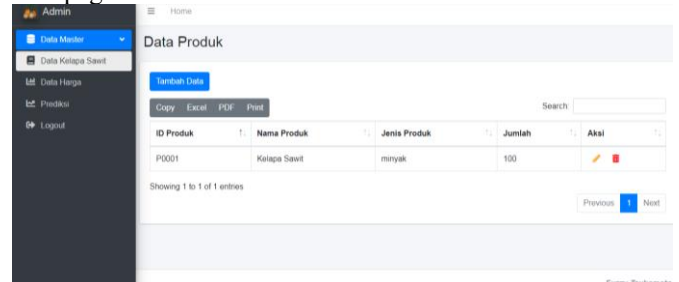 Admin
Home
Data Master
Data Kelapa Sawit
Data Harga
Prediksi
Logout
Data Produk
Tambah Data
Copy Excel PDF Print
Search:
ID Produk Nama Produk Jenis Produk Jumlah Aksi
P0001 Kelapa Sawit minyak 100
Showing 1 to 1 of 1 entries
Previous 1 Next